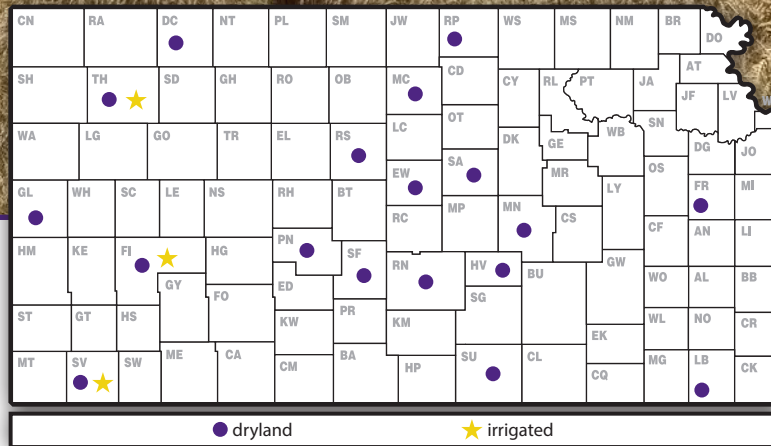 CN RA DC NT PL SM JW RP WS MS NM BR DO
SH TH SD GH RO OB MC CD CY RL PT JA AT
JF LV
WA LG GO TR EL RS LC OT DK GE WB SN DG JO
GL WH SC LE NS RH BT EW SA MR LY OS FR MI
RC MP MN CS CF AN LI
HM KE FI HG PN SF RN HV BU GW WO AL BB
GY FO ED SG
ST GT HS KW PR KM EK WL NO CR
MT SV SW ME CA CM BA HP SU CL CQ MG LB CK
dryland irrigated